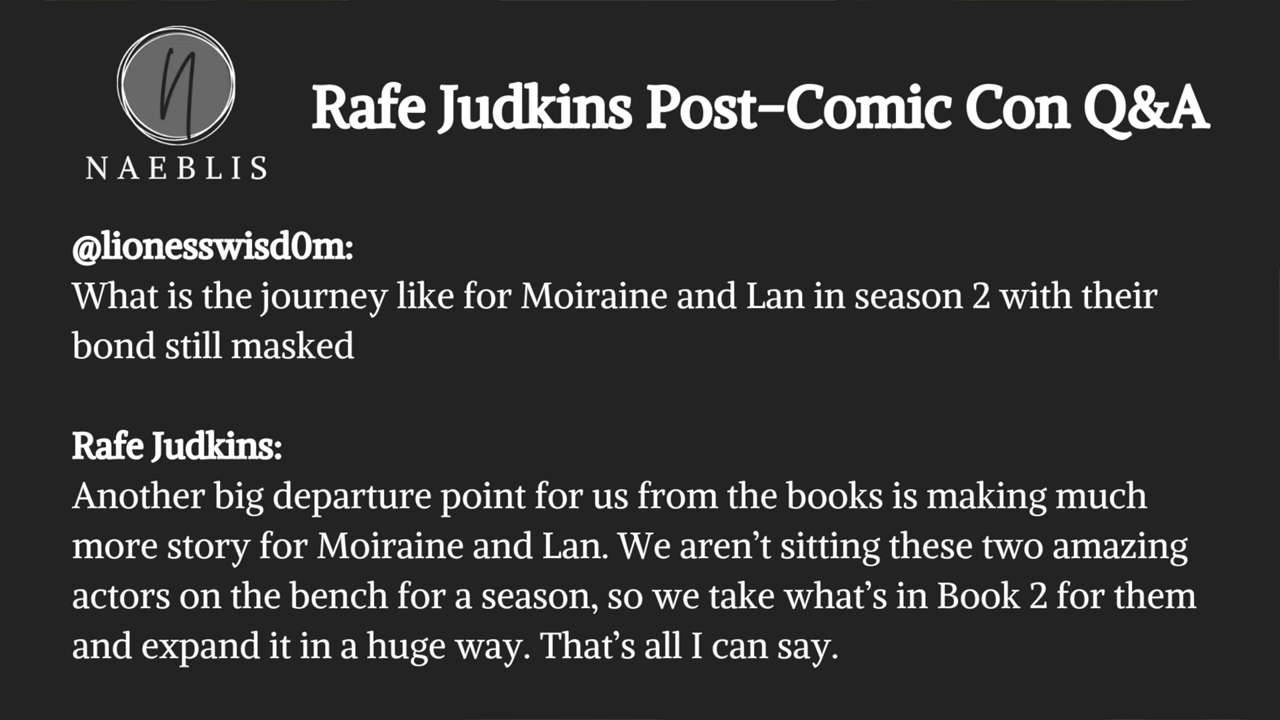 n
NAEBLIS
Rafe Judkins Post-Comic Con Q&A
@lionesswisd0m:
What is the journey like for Moiraine and Lan in season 2 with their
bond still masked
Rafe Judkins:
Another big departure point for us from the books is making much
more story for Moiraine and Lan. We aren’t sitting these two amazing
actors on the bench for a season, so we take what’s in Book 2 for them
and expand it in a huge way. That’s all I can say.